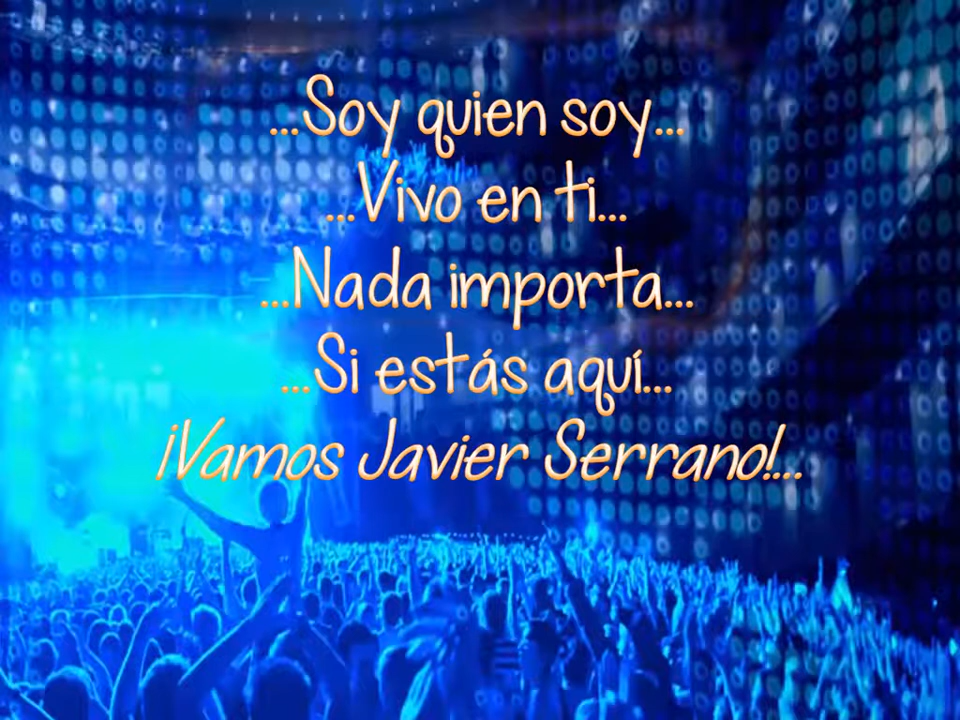 ...Soy quien soy...
...Vivo en ti...
...Nada importa...
...Si estás aquí...
¡Vamos Javier Serrano!...